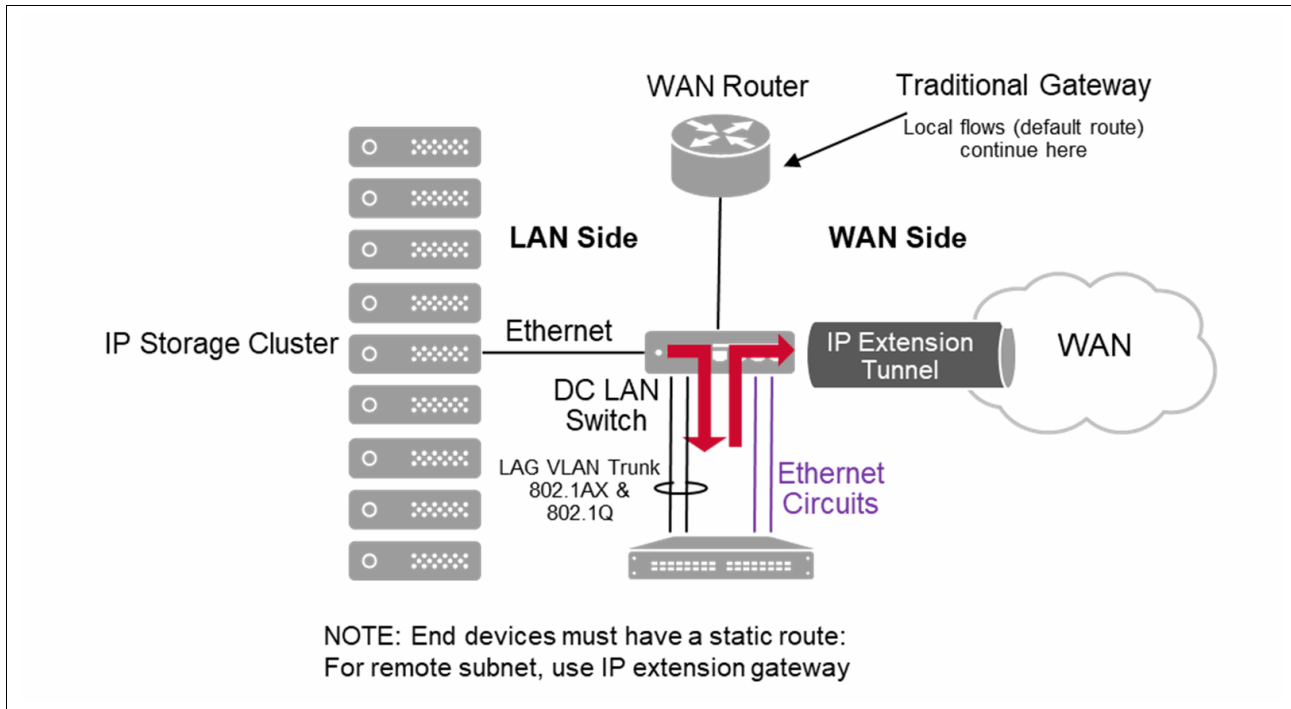 WAN Router
Traditional Gateway
Local flows (default route)
continue here
LAN Side
WAN Side
IP Storage Cluster
Ethernet
IP Extension
Tunnel
WAN
DC LAN
Switch
LAG VLAN Trunk
802.1AX &
802.1Q
Ethernet
Circuits
NOTE: End devices must have a static route:
For remote subnet, use IP extension gateway